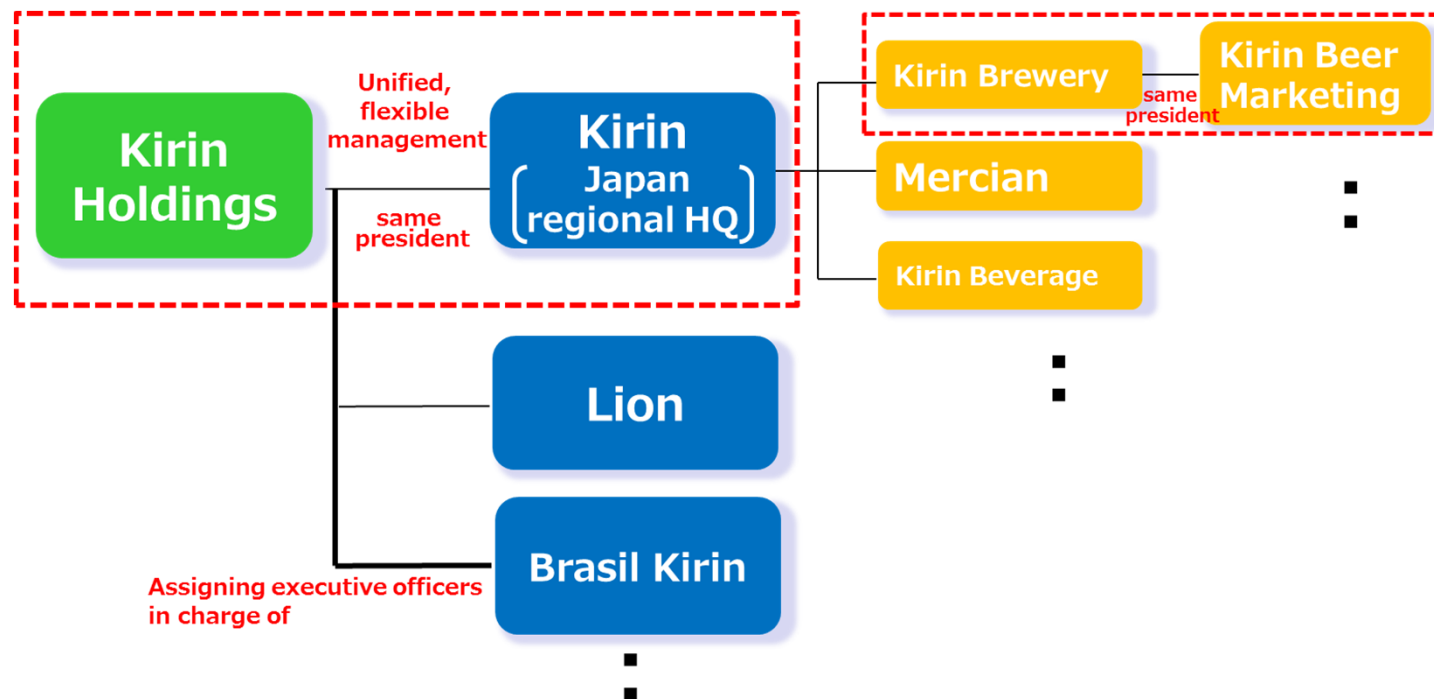 Kirin
Holdings
Unified,
flexible
management
same
president
Kirin
Japan
regional HQ
Kirin Brewery
same
president
Kirin Beer
Marketing
Mercian
Kirin Beverage
Lion
Brasil Kirin
Assigning executive officers
in charge of